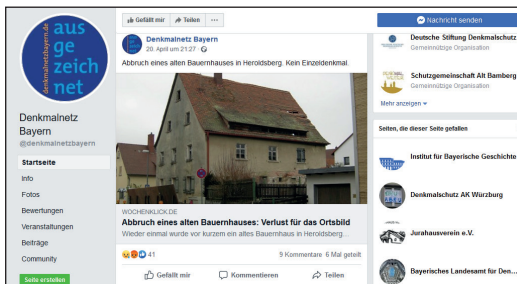 denkmalnetzbayern.de
aus
ge
zeich
net
Denkmalnetz
Bayern
@denkmalnetzbayern
Startseite
Info
Fotos
Bewertungen
Veranstaltungen
Beiträge
Community
Seite erstellen
Gefällt mir
Teilen
Denkmalnetz Bayern
20. April um 21:27
Abbruch eines alten Bauernhauses in Heroldsberg. Kein Einzeldenkmal.
WOCHENKLICK.DE
Abbruch eines alten Bauernhauses: Verlust für das Ortsbild
Wieder einmal wurde vor kurzem ein altes Bauernhaus in Heroldsberg...
41
9 Kommentare 6 Mal geteilt
Gefällt mir Kommentieren Teilen
Nachricht senden
Deutsche Stiftung Denkmalschutz
Gemeinnützige Organisation
Schutzgemeinschaft Alt Bamberg
Gemeinnützige Organisation
Mehr anzeigen
Seiten, die dieser Seite gefallen
Institut für Bayerische Geschichte
Denkmalschutz AK Würzburg
Jurahausverein e.V.
Bayerisches Landesamt für Den...